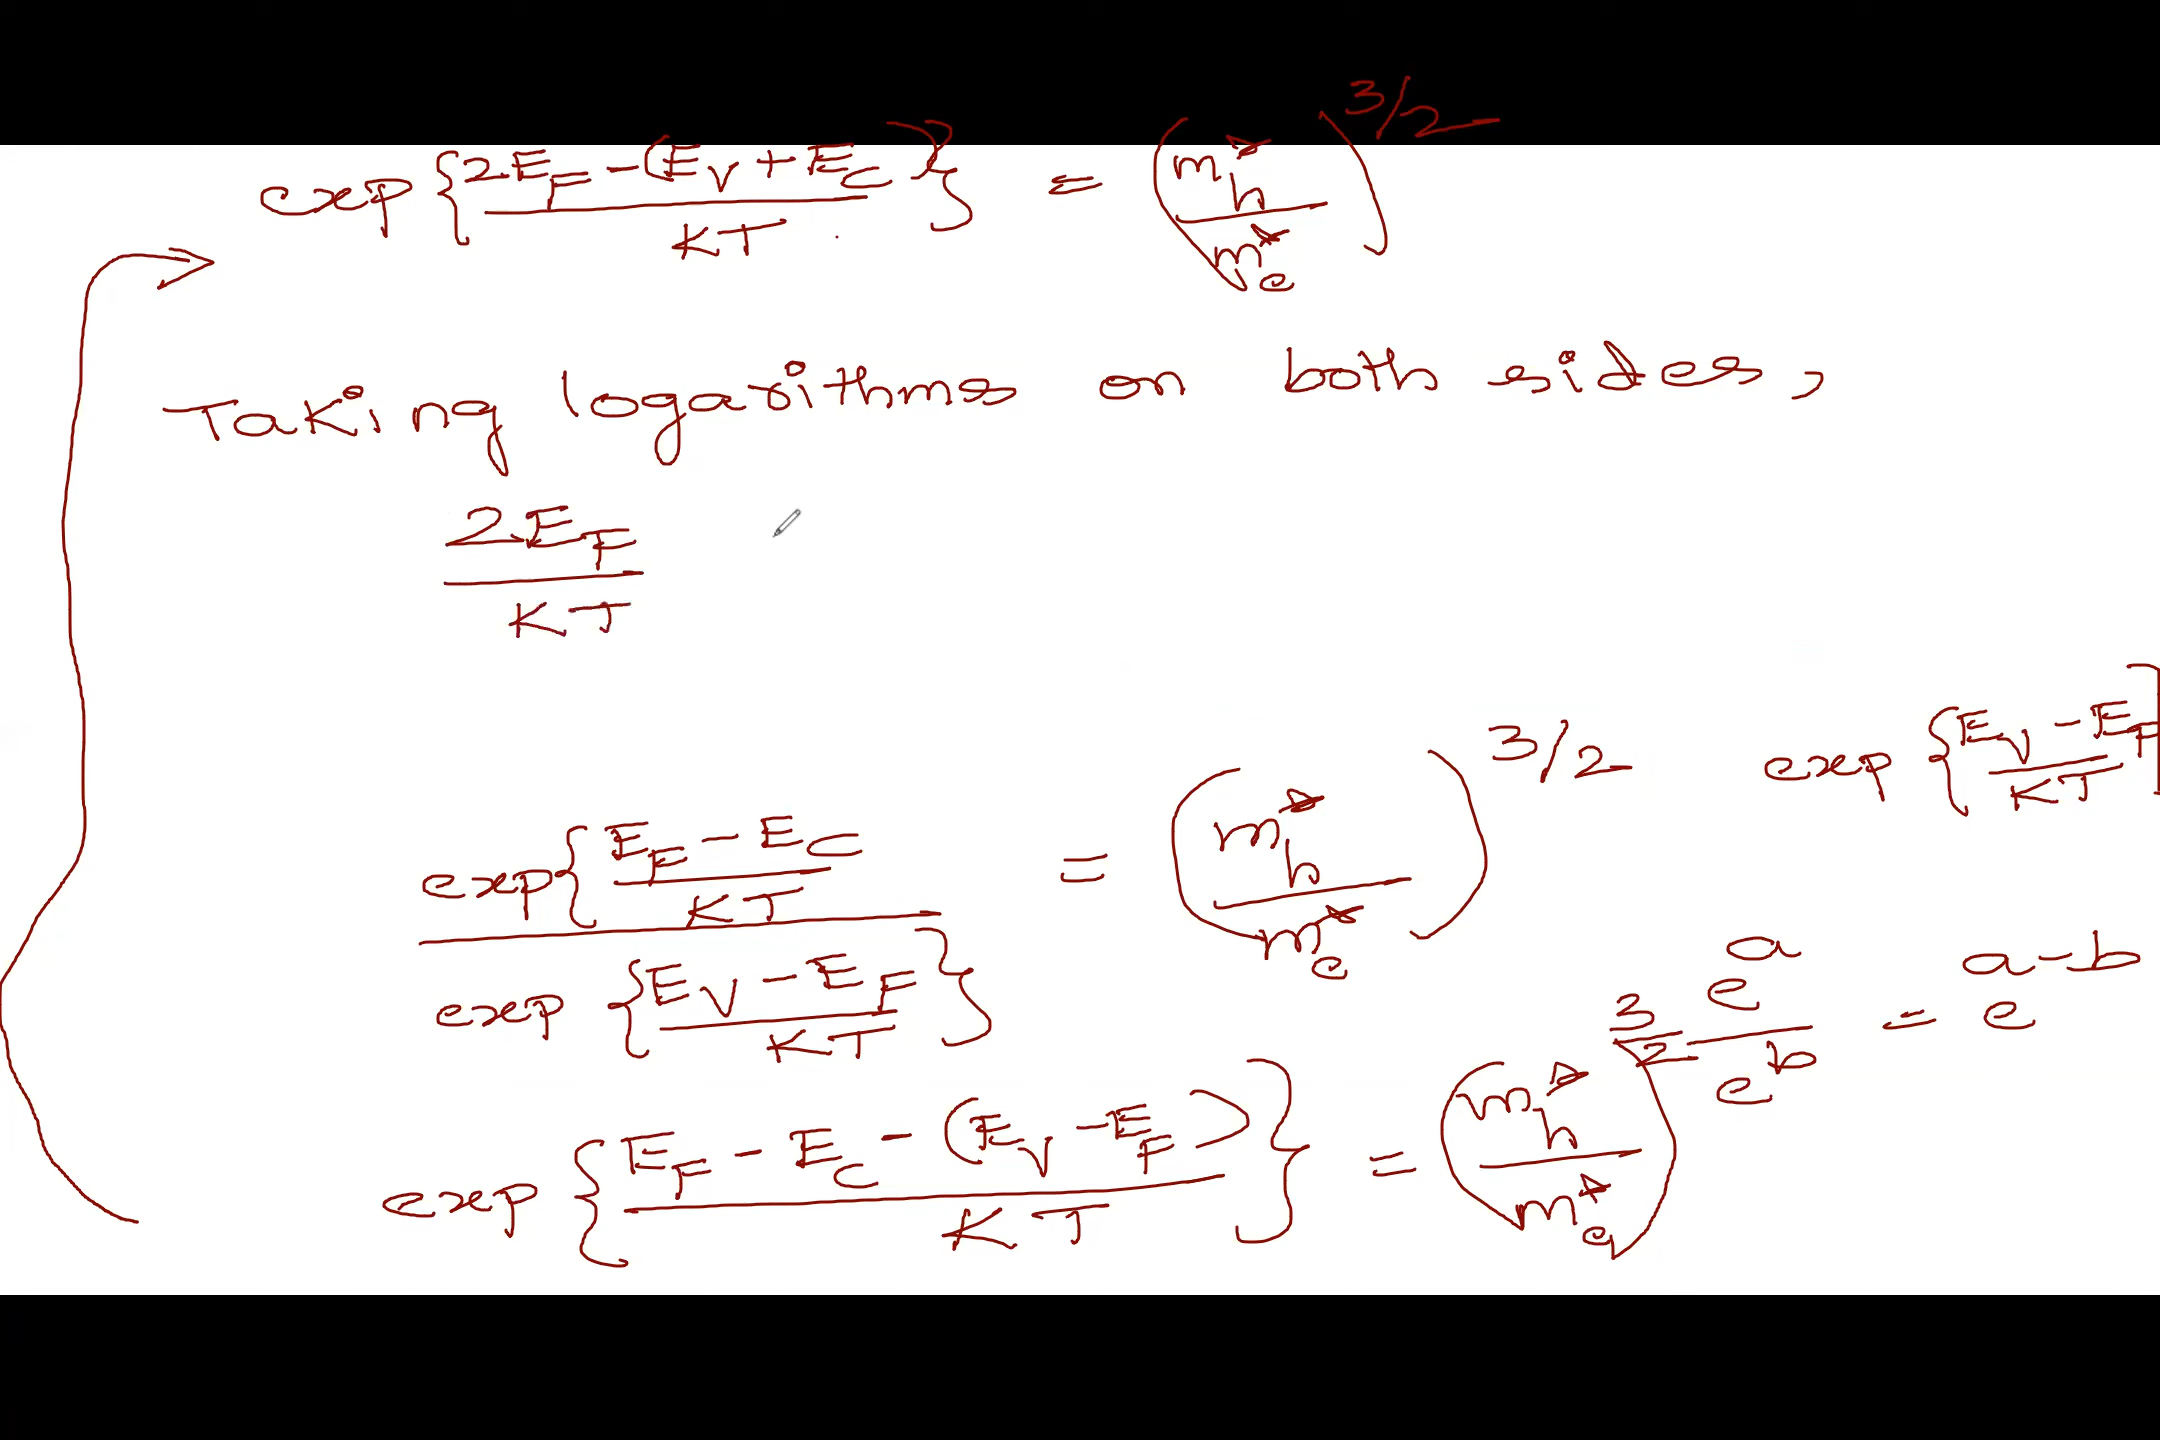 exp {2E_F - (E_V + E_C)} / KT = (m_h^* / m_e^*)^3/2
Taking logarithms on both sides,
2E_F / KT
exp {E_F - E_C / KT / exp {E_V - E_F / KT} = (m_h^* / m_e^*)^3/2
exp {E_V - E_F / KT}
e^a / e^b = e^a-b
exp {E_F - E_C - (E_V - E_F) / KT} = (m_h^* / m_e^*)^3/2